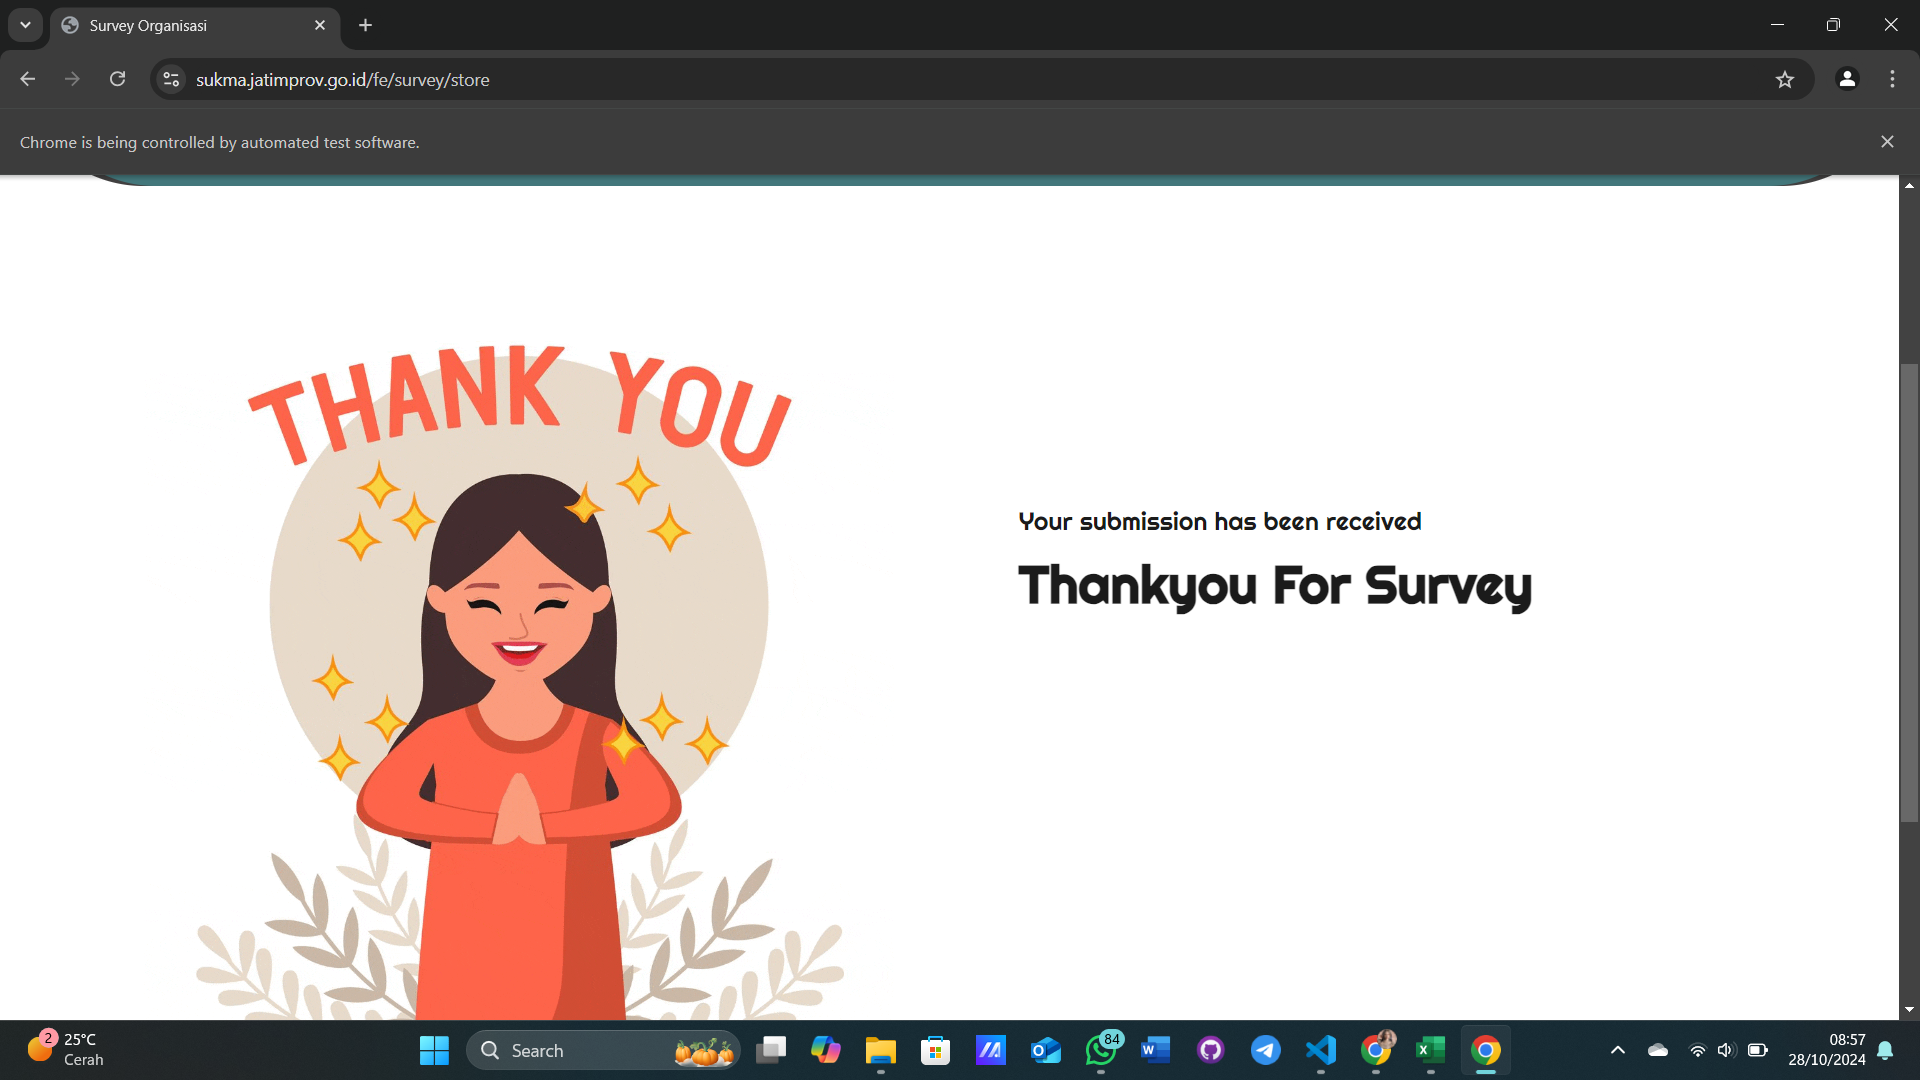 Survey Organisasi
sukma.jatimprov.go.id/fe/survey/store
Chrome is being controlled by automated test software.
THANK YOU
Your submission has been received
Thankyou For Survey
2
25°C
Cerah
Search
84
08:57
28/10/2024